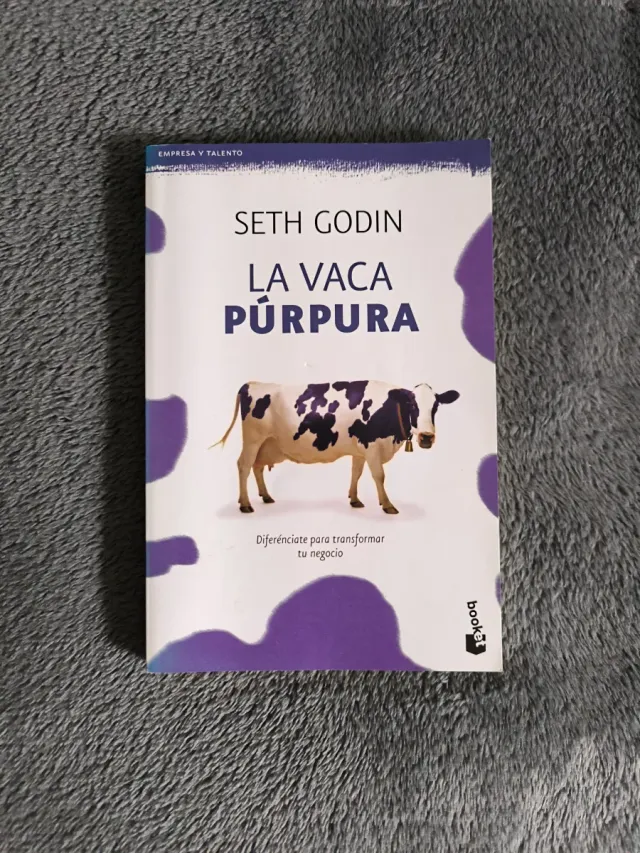 EMPRESA Y TALENTO
SETH GODIN
LA VACA
PÚRPURA
Diferénciate para transformar
tu negocio
booket